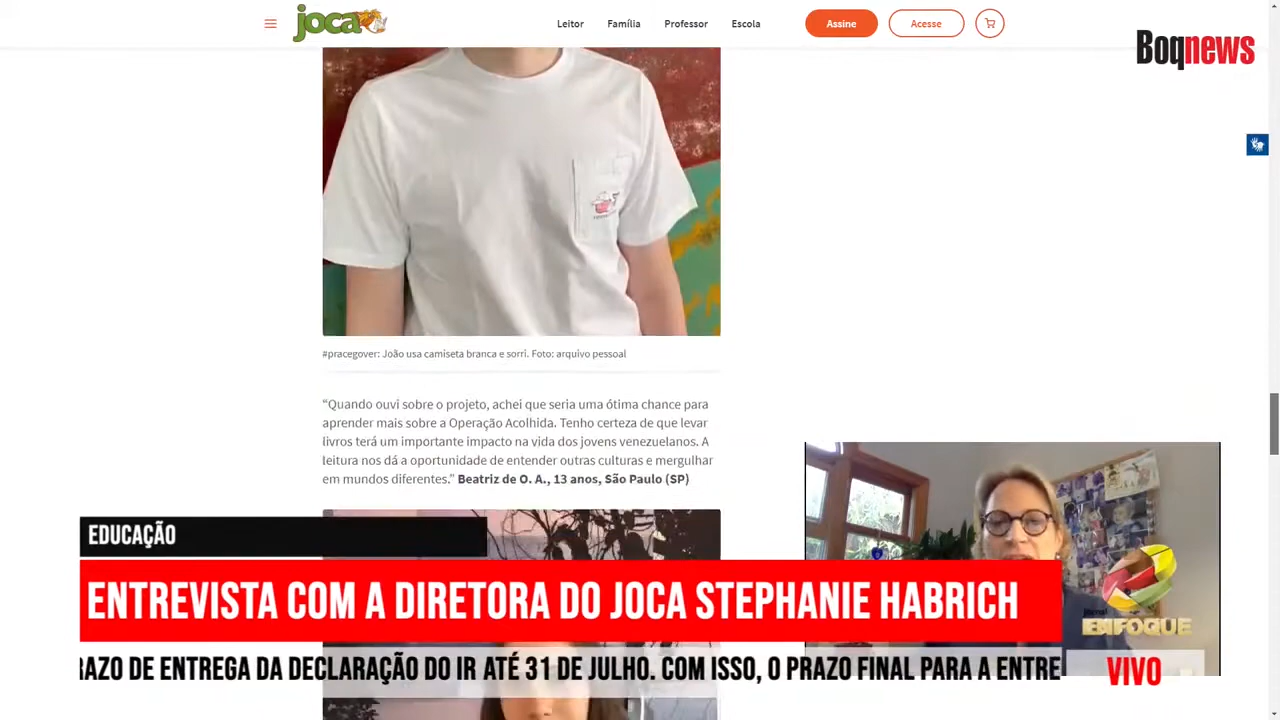 joca
Leitor
Família
Professor
Escola
Assine
Acesse
Boqnews
#pracegover: João usa camiseta branca e sorri. Foto: arquivo pessoal
“Quando ouvi sobre o projeto, achei que seria uma ótima chance para
aprender mais sobre a Operação Acolhida. Tenho certeza de que levar
livros terá um importante impacto na vida dos jovens venezuelanos. A
leitura nos dá a oportunidade de entender outras culturas e mergulhar
em mundos diferentes.” Beatriz de O. A., 13 anos, São Paulo (SP)
EDUCAÇÃO
ENTREVISTA COM A DIRETORA DO JOCA STEPHANIE HABRICH
jornal
ENFOQUE
RAZO DE ENTREGA DA DECLARAÇÃO DO IR ATÉ 31 DE JULHO. COM ISSO, O PRAZO FINAL PARA A ENTRE
VIVO